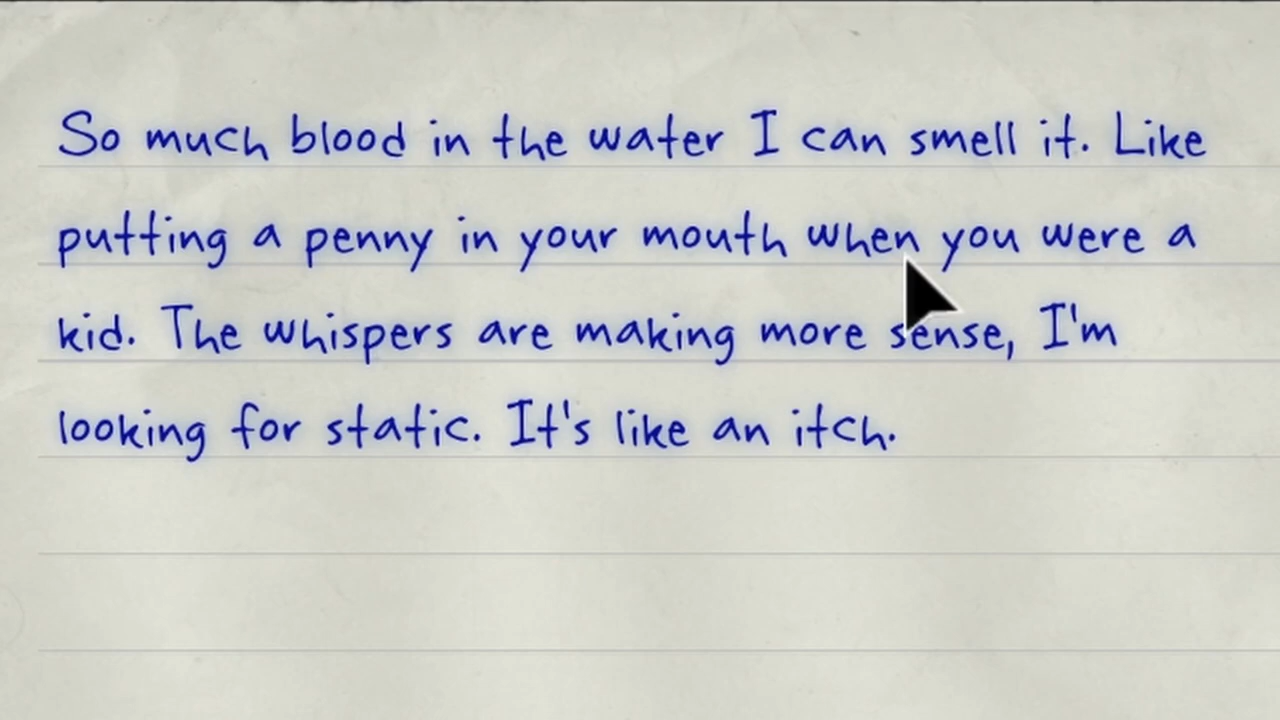 So much blood in the water I can smell it. Like
putting a penny in your mouth when you were a
kid. The whispers are making more sense, I'm
looking for static. It's like an itch.